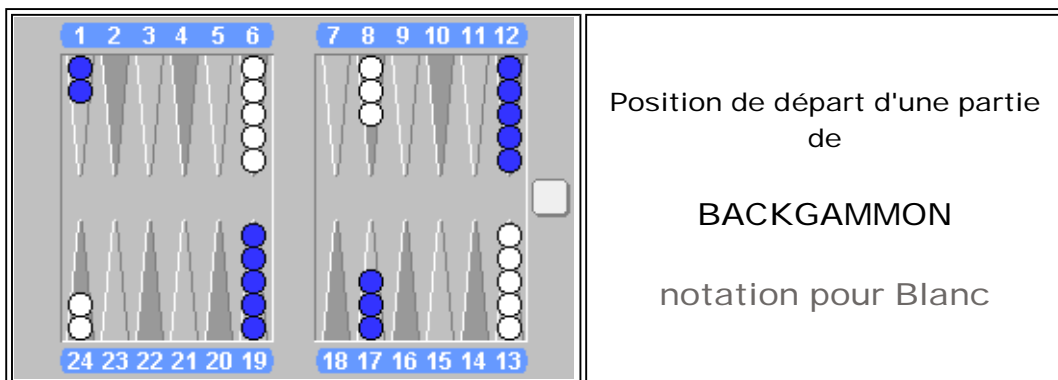 1 2 3 4 5 6 7 8 9 10 11 12
24 23 22 21 20 19 18 17 16 15 14 13
Position de départ d'une partie
de
BACKGAMMON
notation pour Blanc